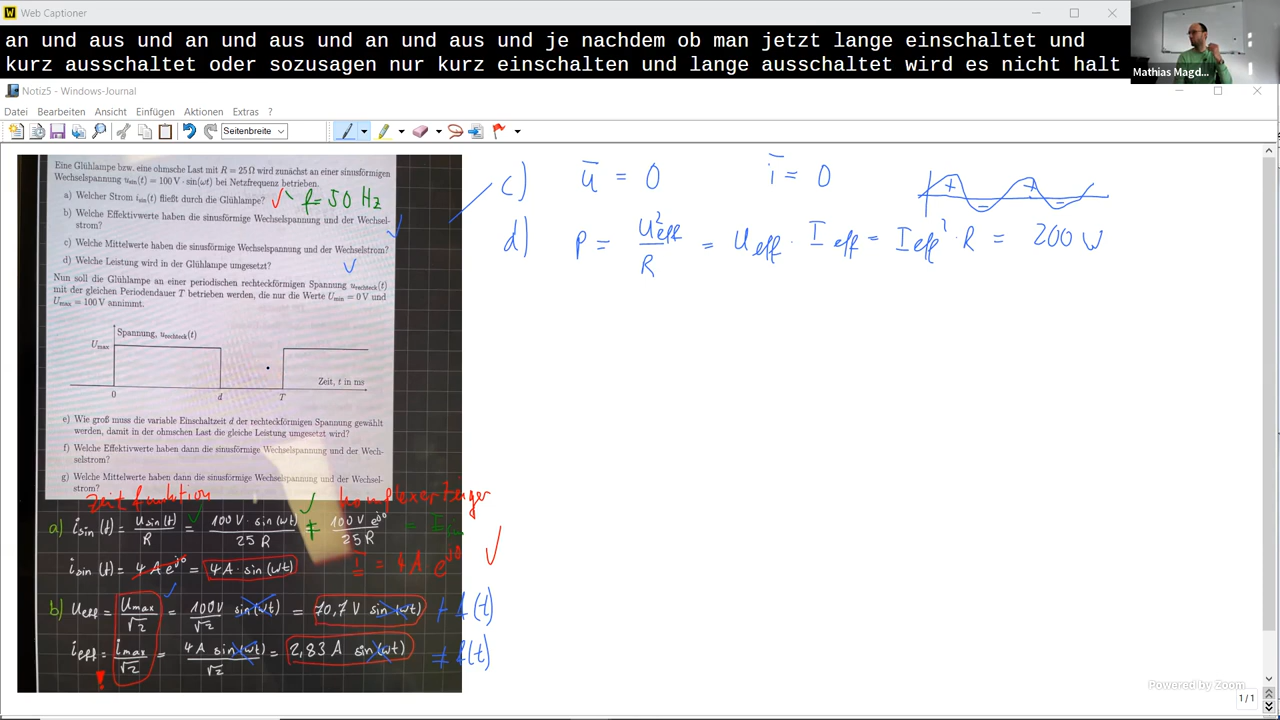 Web Captioner
an und aus und an und aus und an und aus und je nachdem ob man jetzt lange einschaltet und
kurz ausschaltet oder sozusagen nur kurz einschalten und lange ausschaltet wird es nicht halt
Mathias Magd...
Notiz5 - Windows-Journal
Datei Bearbeiten Ansicht Einfügen Aktionen Extras ?
Seitenbreite
Eine Glühlampe bzw. eine ohmsche Last mit R = 25 Ω wird zunächst an einer sinusförmigen
Wechselspannung u_sin(t) = 100 V · sin(ωt) bei Netzfrequenz betrieben.
a) Welcher Strom i_sin(t) fließt durch die Glühlampe? ✓ f = 50 Hz
b) Welche Effektivwerte haben die sinusförmige Wechselspannung und der Wechsel-
strom? ✓
c) Welche Mittelwerte haben die sinusförmige Wechselspannung und der Wechselstrom?
d) Welche Leistung wird in der Glühlampe umgesetzt? ✓
Nun soll die Glühlampe an einer periodischen rechteckförmigen Spannung u_rechteck(t)
mit der gleichen Periodendauer T betrieben werden, die nur die Werte U_min = 0 V und
U_max = 100 V annimmt.
Spannung, u_rechteck(t)
U_max
Zeit, t in ms
0 d T
e) Wie groß muss die variable Einschaltzeit d der rechteckförmigen Spannung gewählt
werden, damit in der ohmschen Last die gleiche Leistung umgesetzt wird?
f) Welche Effektivwerte haben dann die sinusförmige Wechselspannung und der Wech-
selstrom?
g) Welche Mittelwerte haben dann die sinusförmige Wechselspannung und der Wechsel-
strom?
Zeitfunktion ✓ komplexer Zeiger
a) i_sin(t) = u_sin(t)/R = 100 V · sin(ωt)/25 R ≠ 100 V e^j0/25 R = I_sin
i_sin(t) = 4 A e^j0 = 4 A · sin(ωt) I = 4 A e^j0 ✓
b) u_eff = u_max/√2 = 100 V sin(ωt)/√2 = 70,7 V sin(ωt) ≠ f(t)
i_eff = i_max/√2 = 4 A sin(ωt)/√2 = 2,83 A sin(ωt) ≠ f(t)
!
c) ū = 0 ī = 0
+ − + −
d) P = U²eff/R = U_eff · I_eff = I_eff² · R = 200 W
Powered by Zoom
1 / 1